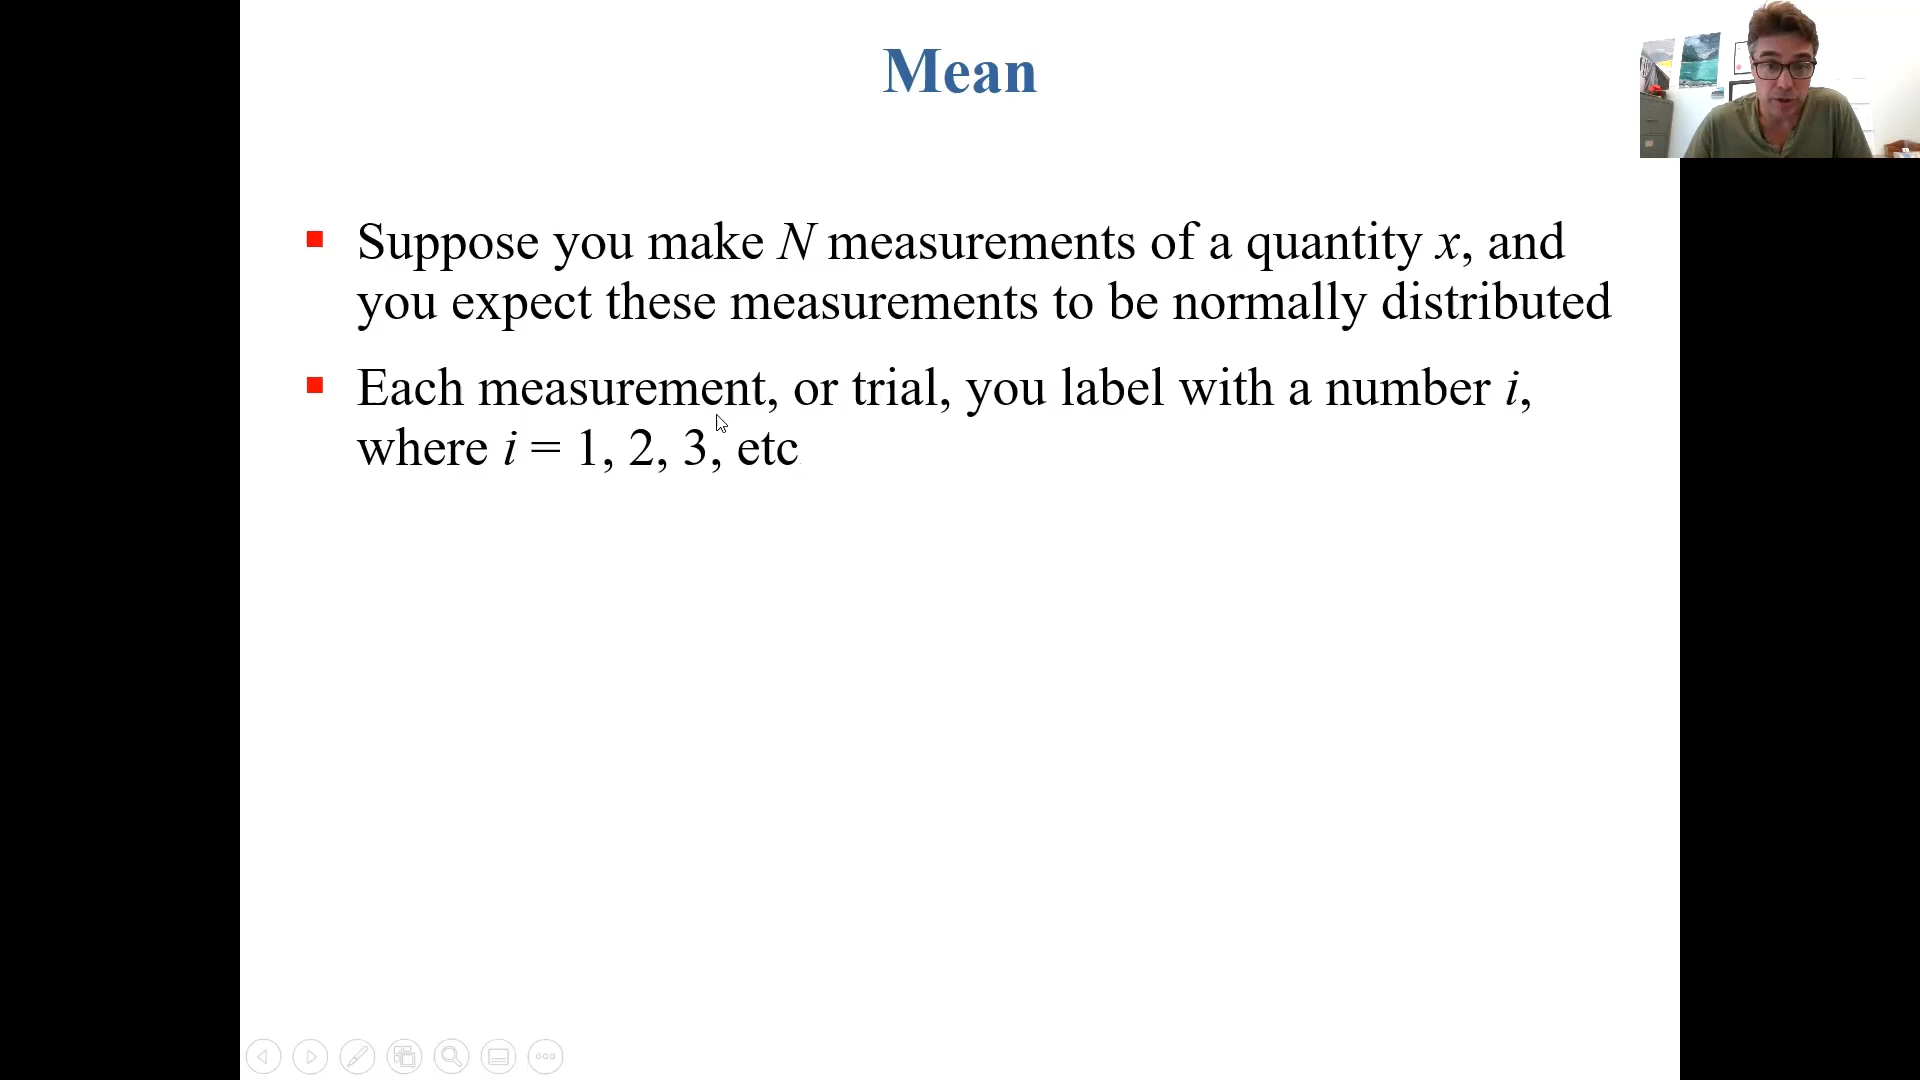 Mean
Suppose you make N measurements of a quantity x, and
you expect these measurements to be normally distributed
Each measurement, or trial, you label with a number i,
where i = 1, 2, 3, etc